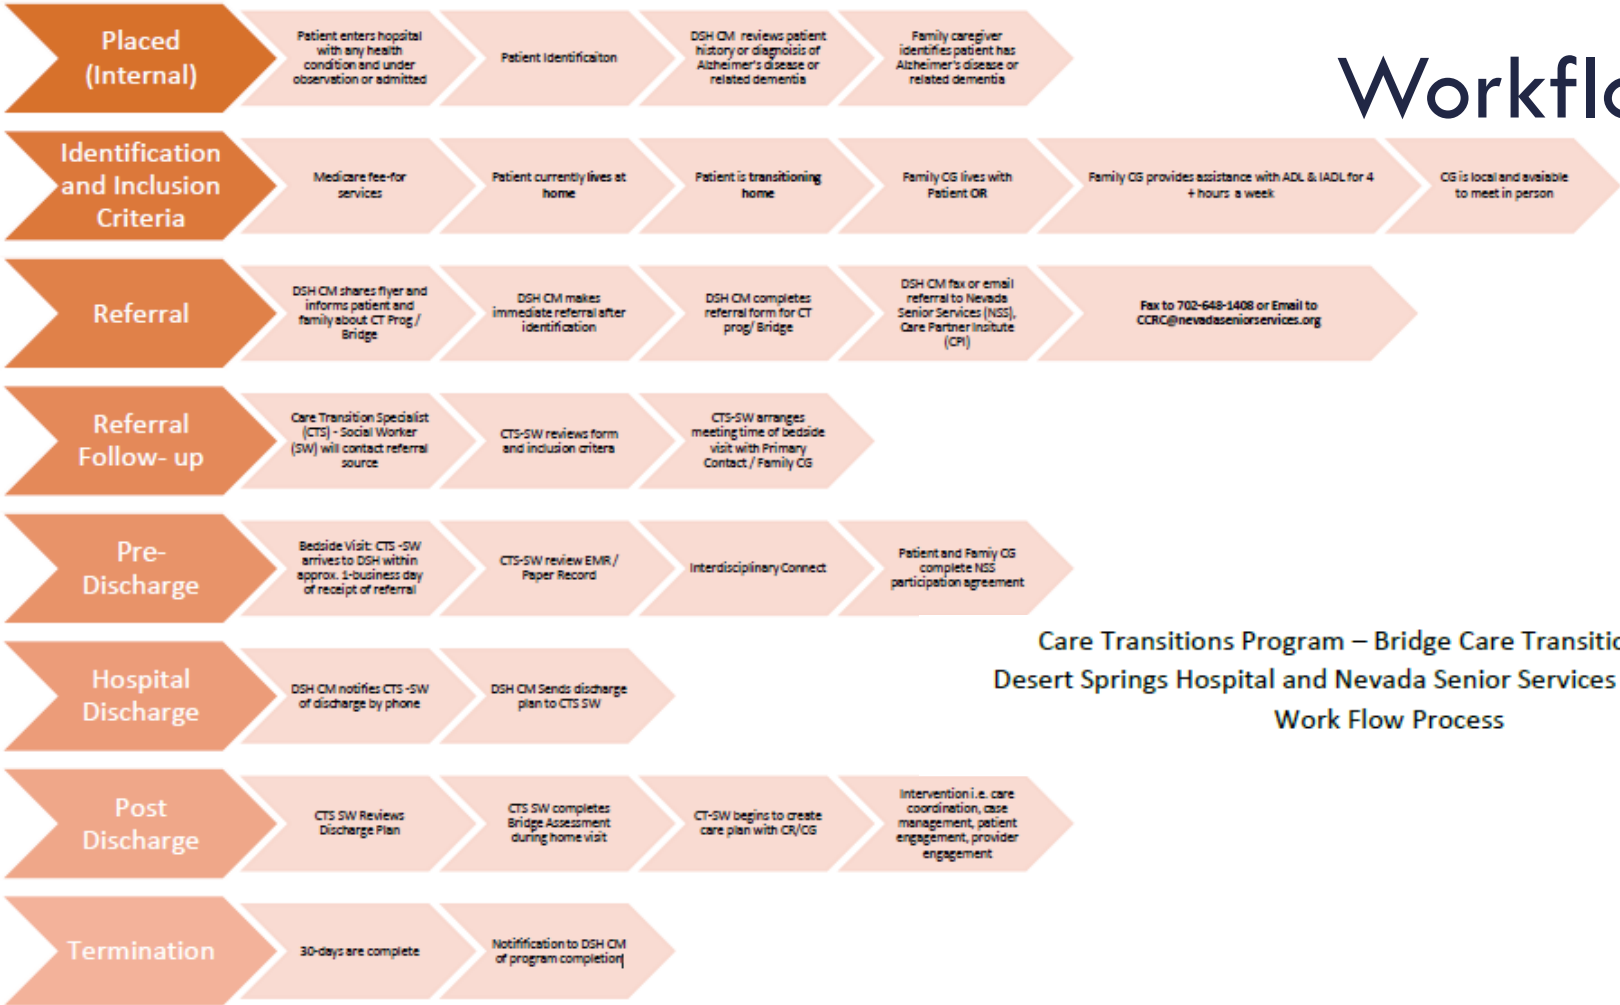 Workflo
Placed
(Internal)
Patient enters hopsital
with any health
condition and under
observation or admitted
Patient Identificaiton
DSH CM reviews patient
history or diagnoisis of
Alzheimer's disease or
related dementia
Family caregiver
identifies patient has
Alzheimer's disease or
related dementia
Identification
and Inclusion
Criteria
Medicare fee-for
services
Patient currently lives at
home
Patient is transitioning
home
Family CG lives with
Patient OR
Family CG provides assistance with ADL & IADL for 4
+ hours a week
CG is local and avaiable
to meet in person
Referral
DSH CM shares flyer and
informs patient and
family about CT Prog /
Bridge
DSH CM makes
immediate referral after
identification
DSH CM completes
referral form for CT
prog/ Bridge
DSH CM fax or email
referral to Nevada
Senior Services (NSS),
Care Partner Insitute
(CPI)
Fax to 702-648-1408 or Email to
CCRC@nevadaseniorservices.org
Referral
Follow- up
Care Transition Specialist
(CTS) - Social Worker
(SW) will contact referral
source
CTS-SW reviews form
and inclusion critera
CTS-SW arranges
meeting time of bedside
visit with Primary
Contact / Family CG
Pre-
Discharge
Bedside Visit: CTS -SW
arrives to DSH within
approx. 1-business day
of receipt of referral
CTS-SW review EMR /
Paper Record
Interdisciplinary Connect
Patient and Famiy CG
complete NSS
participation agreement
Care Transitions Program – Bridge Care Transitio
Desert Springs Hospital and Nevada Senior Services
Work Flow Process
Hospital
Discharge
DSH CM notifies CTS -SW
of discharge by phone
DSH CM Sends discharge
plan to CTS SW
Post
Discharge
CTS SW Reviews
Discharge Plan
CTS SW completes
Bridge Assessment
during home visit
CT-SW begins to create
care plan with CR/CG
Intervention i.e. care
coordination, case
management, patient
engagement, provider
engagement
Termination
30-days are complete
Notifification to DSH CM
of program completion